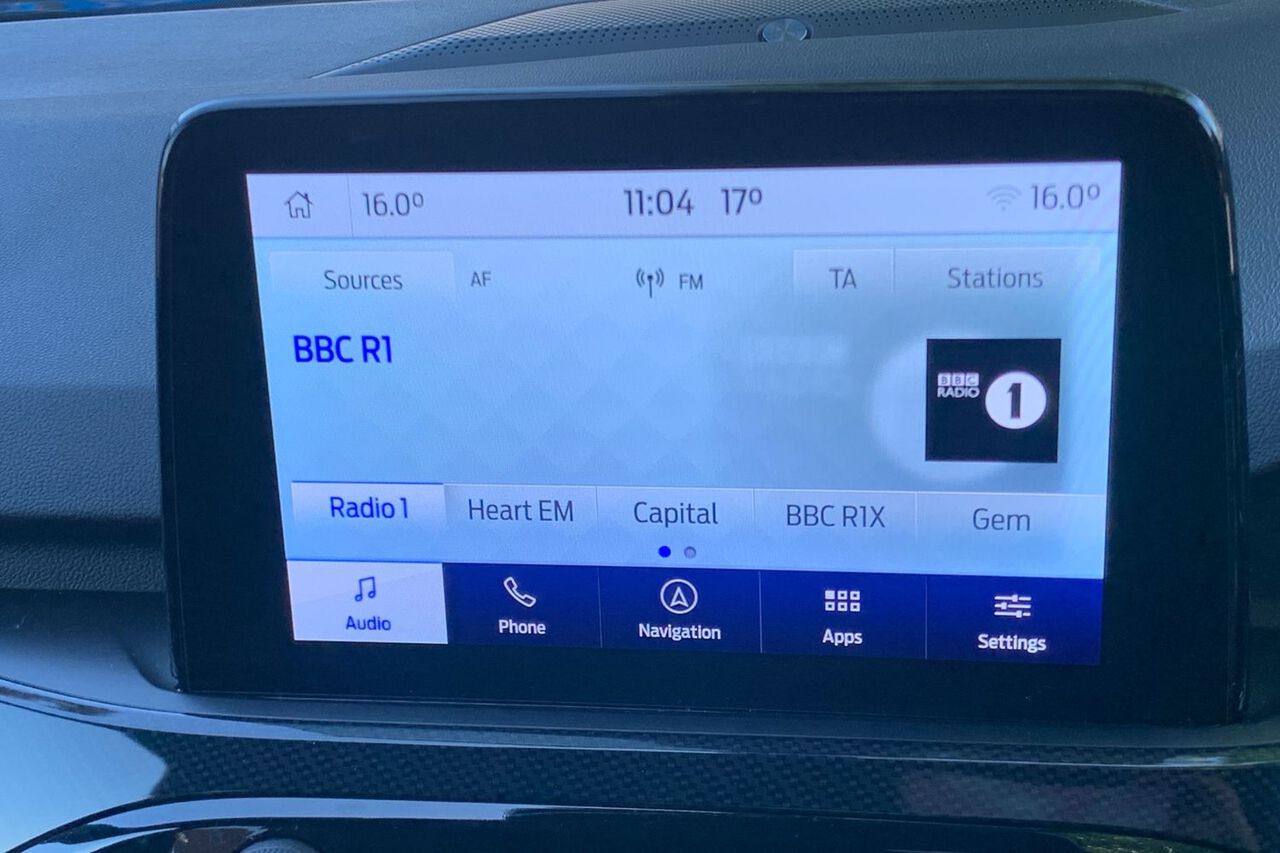 16.0° 11:04 17° 16.0°
Sources AF FM TA Stations
BBC R1
BBC
RADIO 1
Radio 1 Heart EM Capital BBC R1X Gem
Audio Phone Navigation Apps Settings